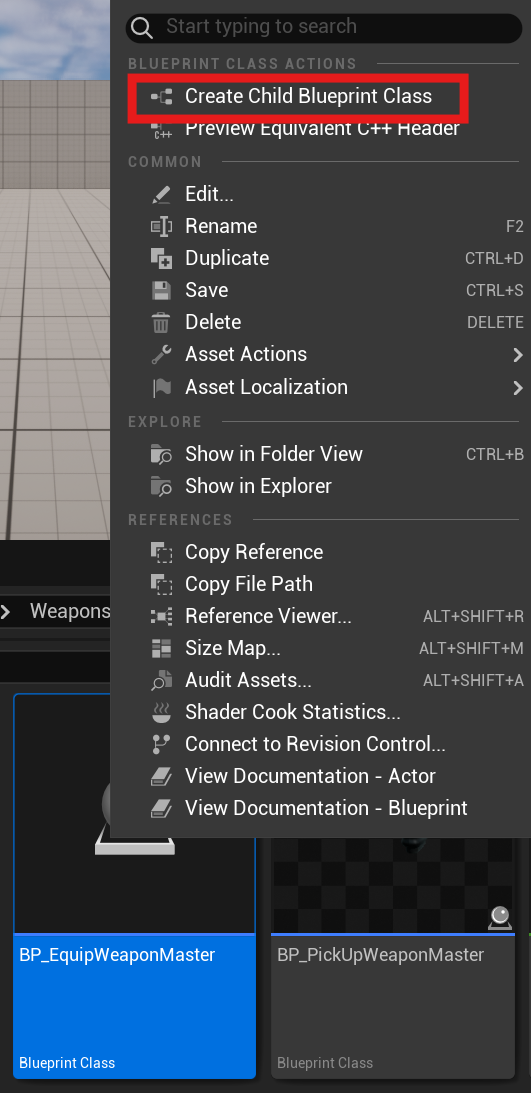 Start typing to search
BLUEPRINT CLASS ACTIONS
Create Child Blueprint Class
Preview Equivalent C++ Header
COMMON
Edit...
Rename F2
Duplicate CTRL+D
Save CTRL+S
Delete DELETE
Asset Actions
Asset Localization
EXPLORE
Show in Folder View CTRL+B
Show in Explorer
REFERENCES
Copy Reference
Copy File Path
Reference Viewer... ALT+SHIFT+R
Size Map... ALT+SHIFT+M
Audit Assets... ALT+SHIFT+A
Shader Cook Statistics...
Connect to Revision Control...
View Documentation - Actor
View Documentation - Blueprint
Weapons
BP_EquipWeaponMaster
Blueprint Class
BP_PickUpWeaponMaster
Blueprint Class